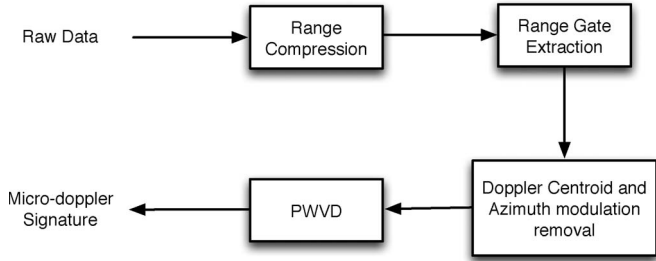 Raw Data
Range
Compression
Range Gate
Extraction
Doppler Centroid and
Azimuth modulation
removal
PWVD
Micro-doppler
Signature